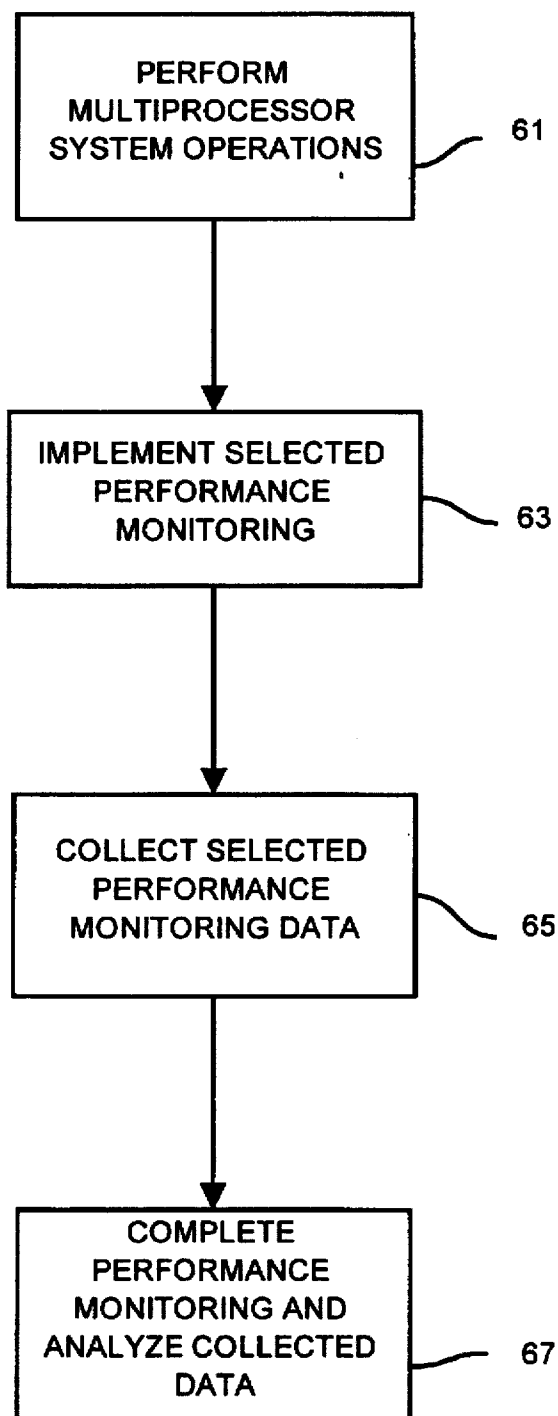 PERFORM
MULTIPROCESSOR
SYSTEM OPERATIONS
61
IMPLEMENT SELECTED
PERFORMANCE
MONITORING
63
COLLECT SELECTED
PERFORMANCE
MONITORING DATA
65
COMPLETE
PERFORMANCE
MONITORING AND
ANALYZE COLLECTED
DATA
67